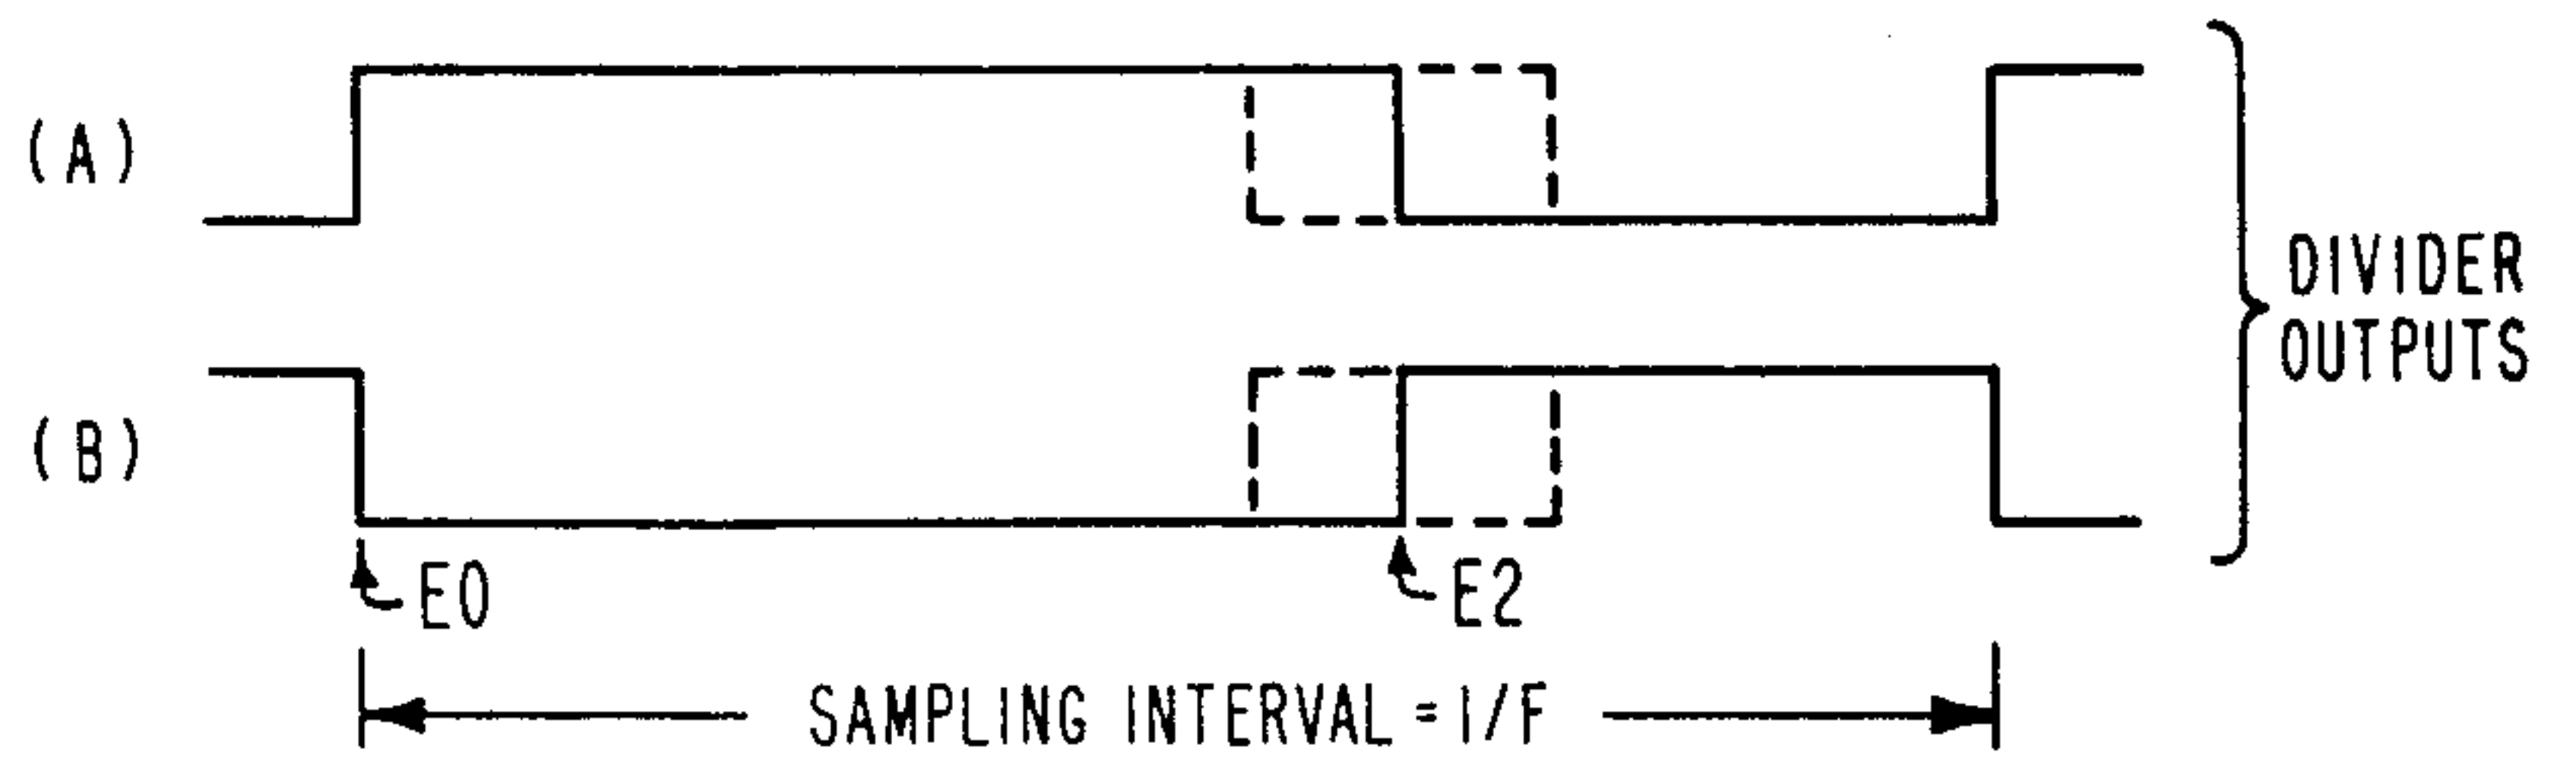 (A)
DIVIDER
OUTPUTS
(B)
E0
E2
SAMPLING INTERVAL = 1/F